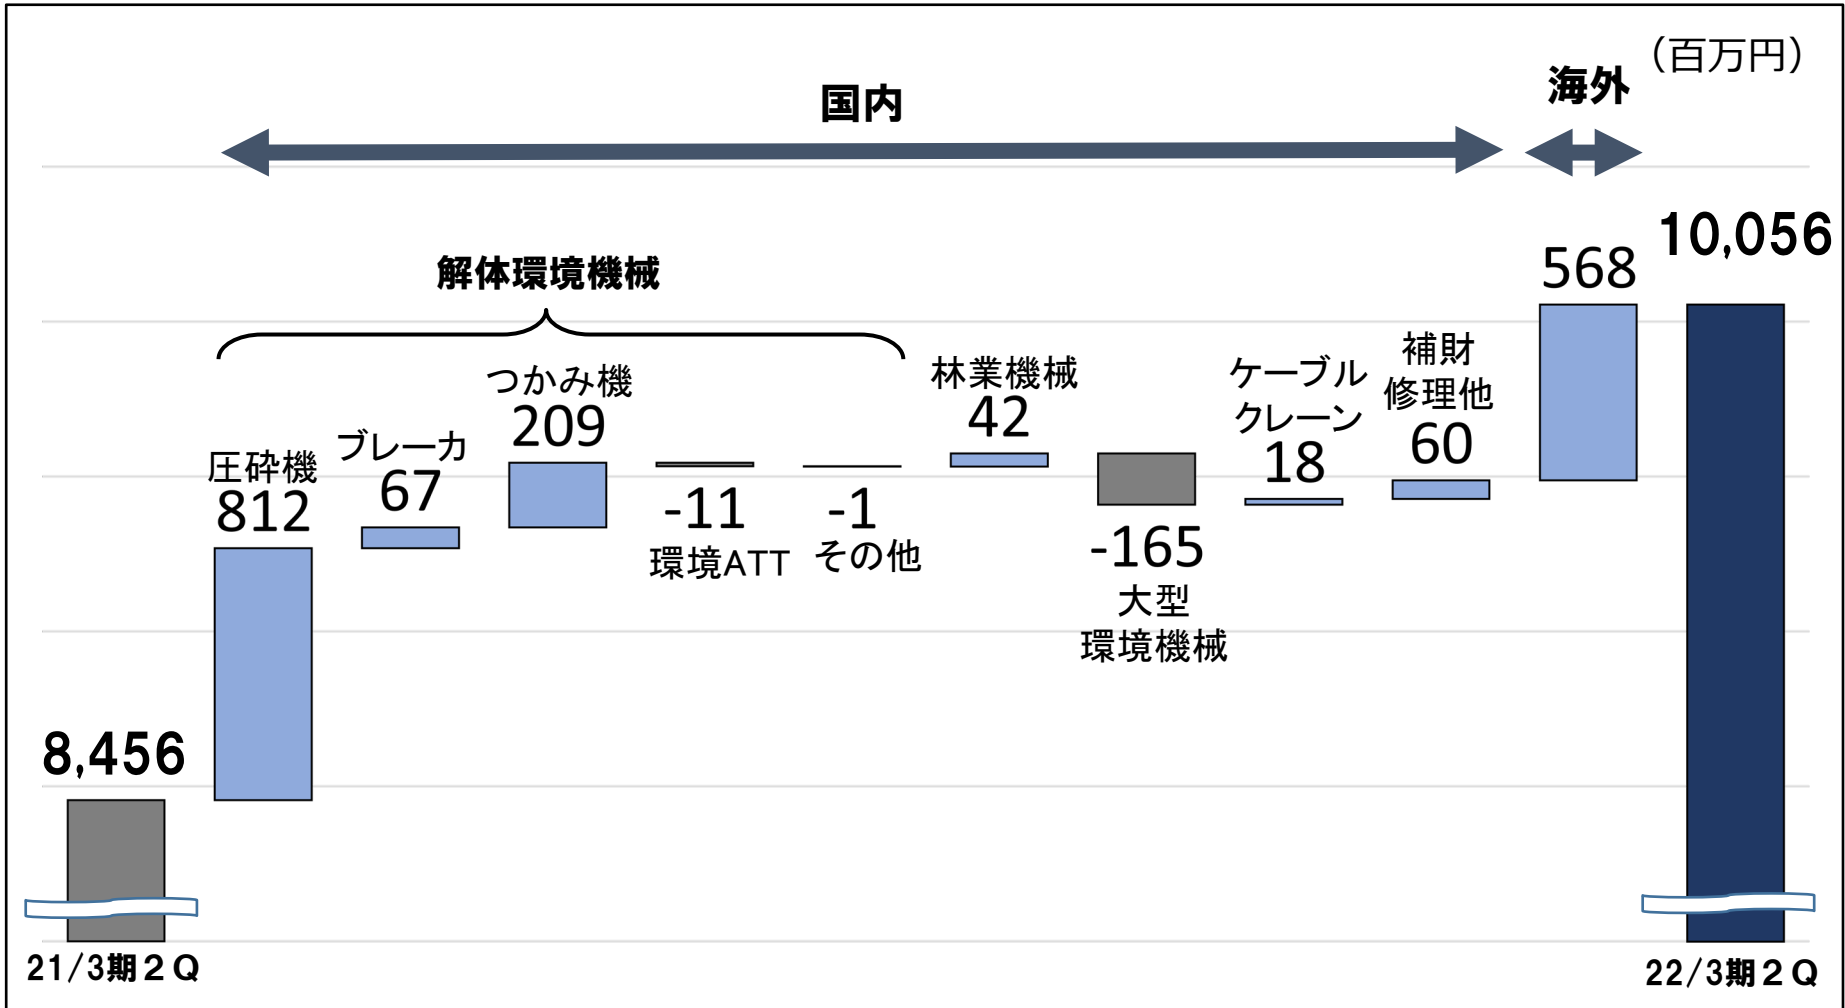 （百万円）
国内
海外
解体環境機械
8,456
圧砕機
812
ブレーカ
67
つかみ機
209
-11
環境ATT
-1
その他
林業機械
42
-165
大型
環境機械
ケーブル
クレーン
18
補財
修理他
60
568
10,056
21/3期２Q
22/3期２Q